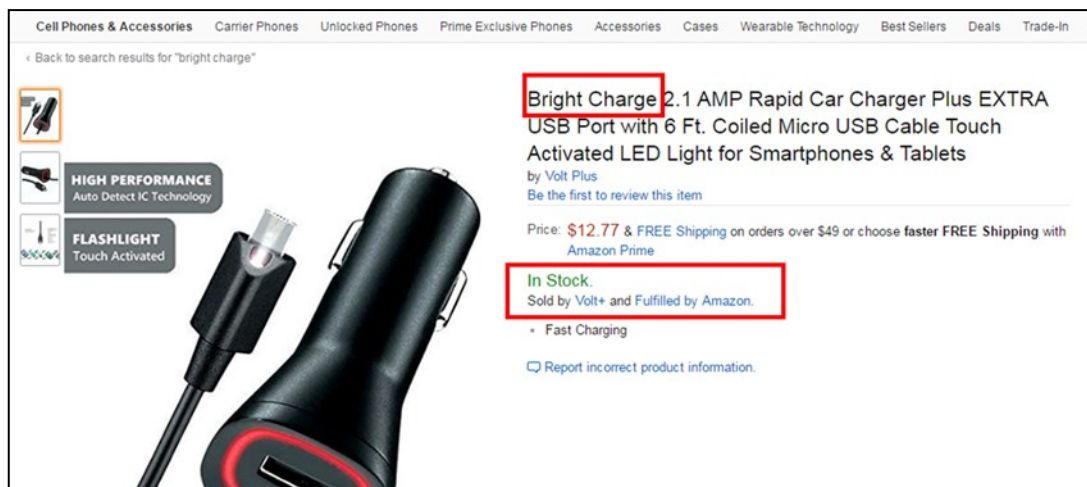 Cell Phones & Accessories Carrier Phones Unlocked Phones Prime Exclusive Phones Accessories Cases Wearable Technology Best Sellers Deals Trade-In
‹ Back to search results for "bright charge"
Bright Charge 2.1 AMP Rapid Car Charger Plus EXTRA
USB Port with 6 Ft. Coiled Micro USB Cable Touch
Activated LED Light for Smartphones & Tablets
by Volt Plus
Be the first to review this item
HIGH PERFORMANCE
Auto Detect IC Technology
FLASHLIGHT
Touch Activated
Price: $12.77 & FREE Shipping on orders over $49 or choose faster FREE Shipping with
Amazon Prime
In Stock.
Sold by Volt+ and Fulfilled by Amazon.
• Fast Charging
Report incorrect product information.